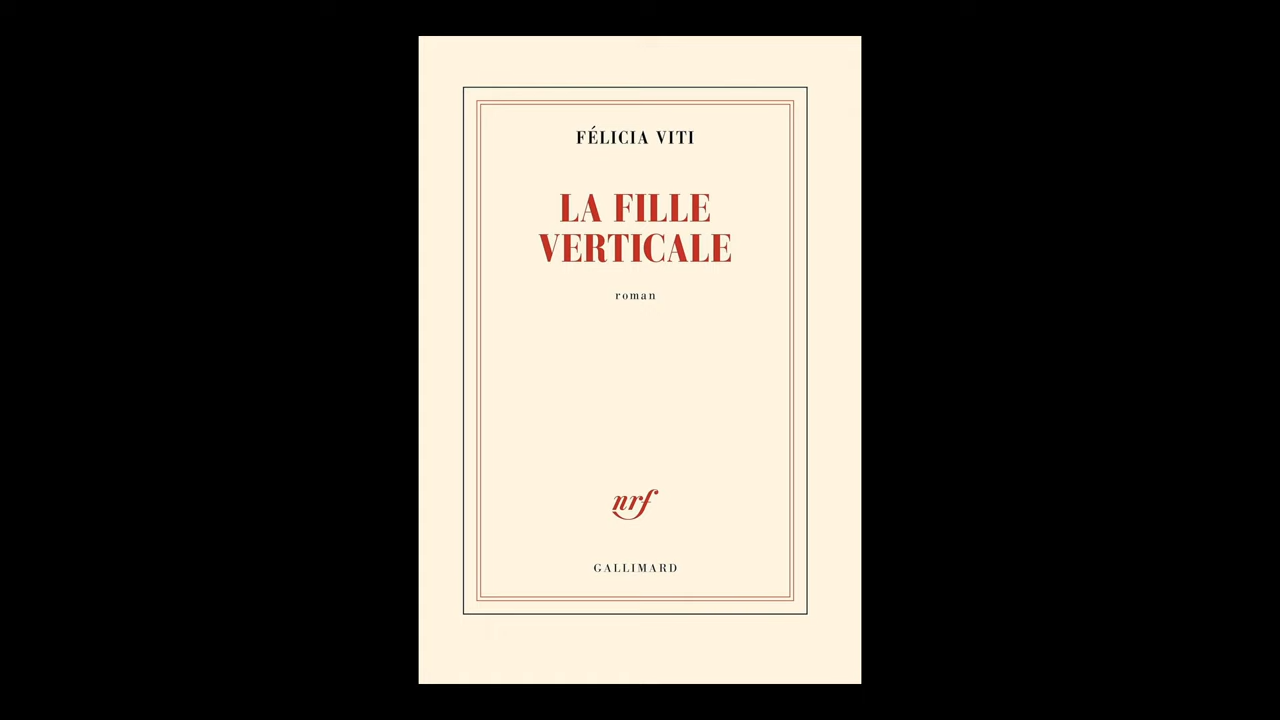 FÉLICIA VITI
LA FILLE
VERTICALE
roman
nrf
GALLIMARD